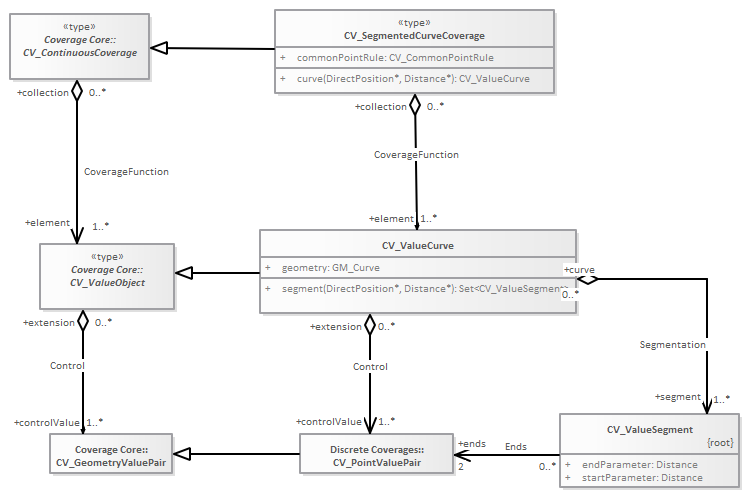 «type»
Coverage Core::
CV_ContinuousCoverage
«type»
CV_SegmentedCurveCoverage
+ commonPointRule: CV_CommonPointRule
+ curve(DirectPosition*, Distance*): CV_ValueCurve
+collection 0..*
+collection 0..*
CoverageFunction
CoverageFunction
+element 1..*
+element 1..*
«type»
Coverage Core::
CV_ValueObject
CV_ValueCurve
+ geometry: GM_Curve
+ segment(DirectPosition*, Distance*): Set<CV_ValueSegment>
+curve
0..*
+extension 0..*
+extension 0..*
Segmentation
Control
Control
+segment 1..*
+controlValue 1..*
+controlValue 1..*
Coverage Core::
CV_GeometryValuePair
Discrete Coverages::
CV_PointValuePair
+ends Ends
2 0..*
CV_ValueSegment
{root}
+ endParameter: Distance
+ startParameter: Distance